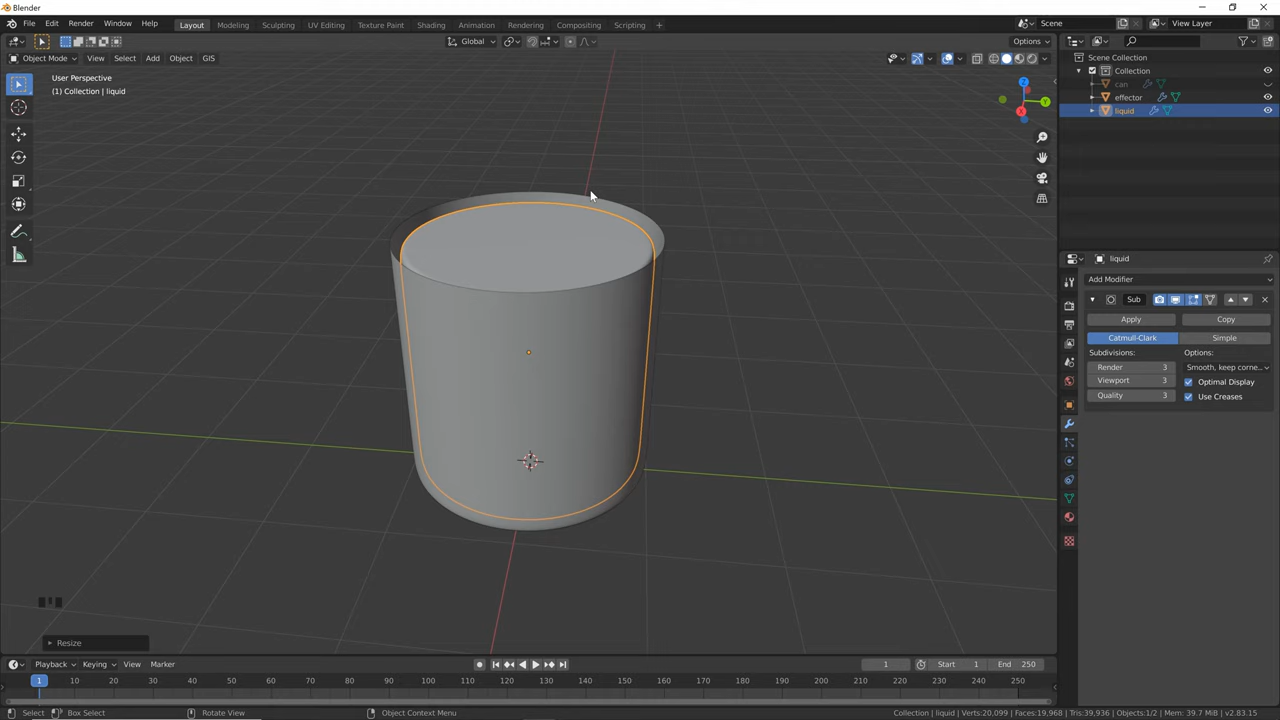 Blender
File Edit Render Window Help
Layout Modeling Sculpting UV Editing Texture Paint Shading Animation Rendering Compositing Scripting +
Scene
View Layer
Global
Options
Object Mode View Select Add Object GIS
User Perspective
(1) Collection | liquid
Z
Y
X
Scene Collection
Collection
can
effector
liquid
liquid
Add Modifier
Sub
Apply
Copy
Catmull-Clark
Simple
Subdivisions:
Options:
Render 3
Smooth, keep corne...
Viewport 3
Optimal Display
Quality 3
Use Creases
Resize
Playback Keying View Marker
1
Start 1
End 250
1 10 20 30 40 50 60 70 80 90 100 110 120 130 140 150 160 170 180 190 200 210 220 230 240 250
Select
Box Select
Rotate View
Object Context Menu
Collection | liquid | Verts:20,099 | Faces:19,968 | Tris:39,936 | Objects:1/2 | Mem: 39.7 MiB | v2.83.15